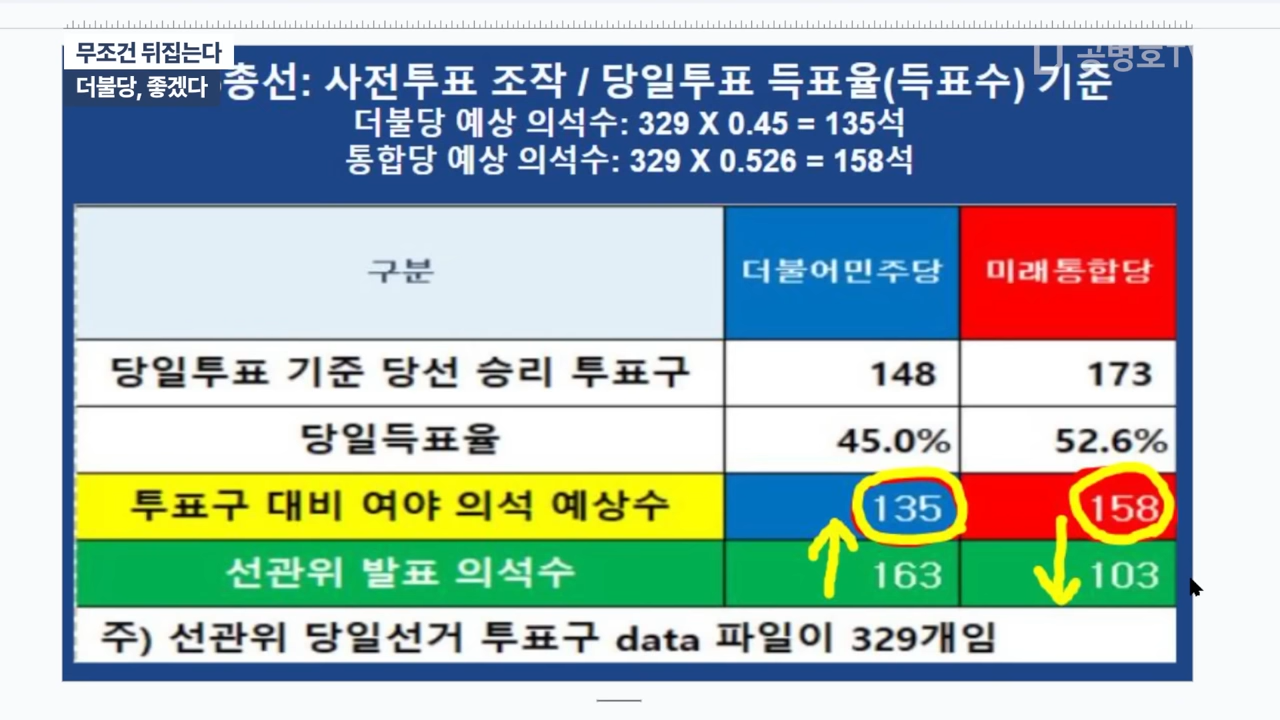 무조건 뒤집는다
더불당, 좋겠다
공병호TV
총선: 사전투표 조작 / 당일투표 득표율(득표수) 기준
더불당 예상 의석수: 329 X 0.45 = 135석
통합당 예상 의석수: 329 X 0.526 = 158석
구분 더불어민주당 미래통합당
당일투표 기준 당선 승리 투표구 148 173
당일득표율 45.0% 52.6%
투표구 대비 여야 의석 예상수 135 158
선관위 발표 의석수 163 103
주) 선관위 당일선거 투표구 data 파일이 329개임